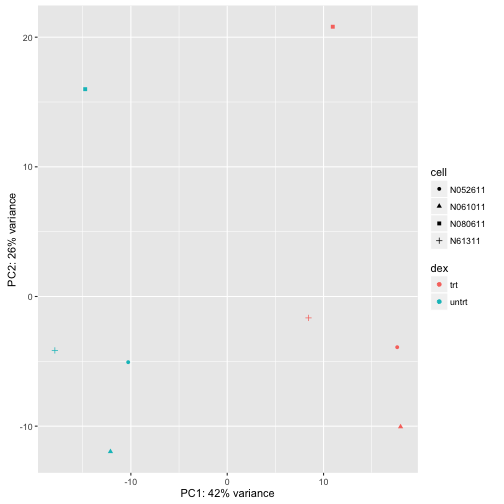 20
10
0
-10
-10
0
10
PC1: 42% variance
PC2: 26% variance
cell
N052611
N061011
N080611
N61311
dex
trt
untrt